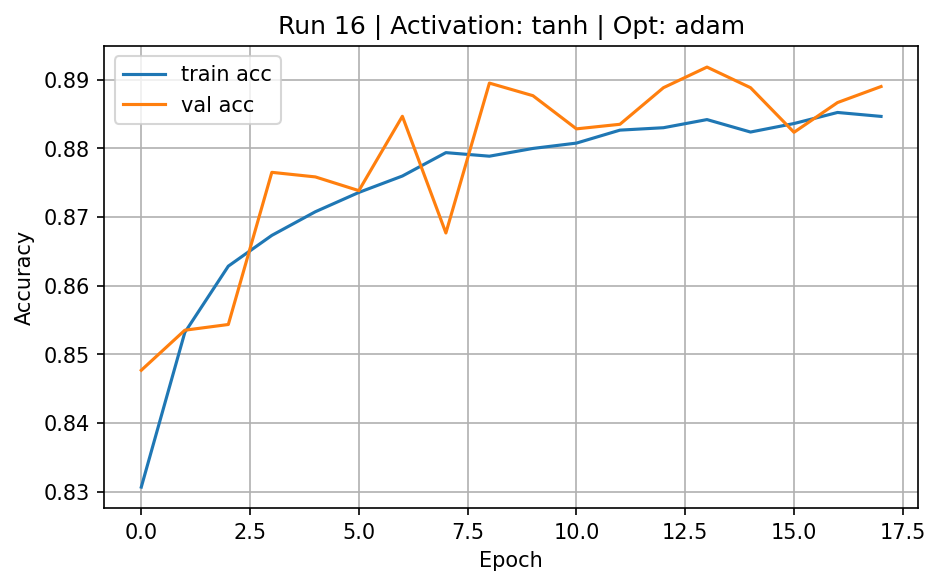 Run 16 | Activation: tanh | Opt: adam
train acc
val acc
0.89
0.88
0.87
0.86
0.85
0.84
0.83
Accuracy
0.0 2.5 5.0 7.5 10.0 12.5 15.0 17.5
Epoch